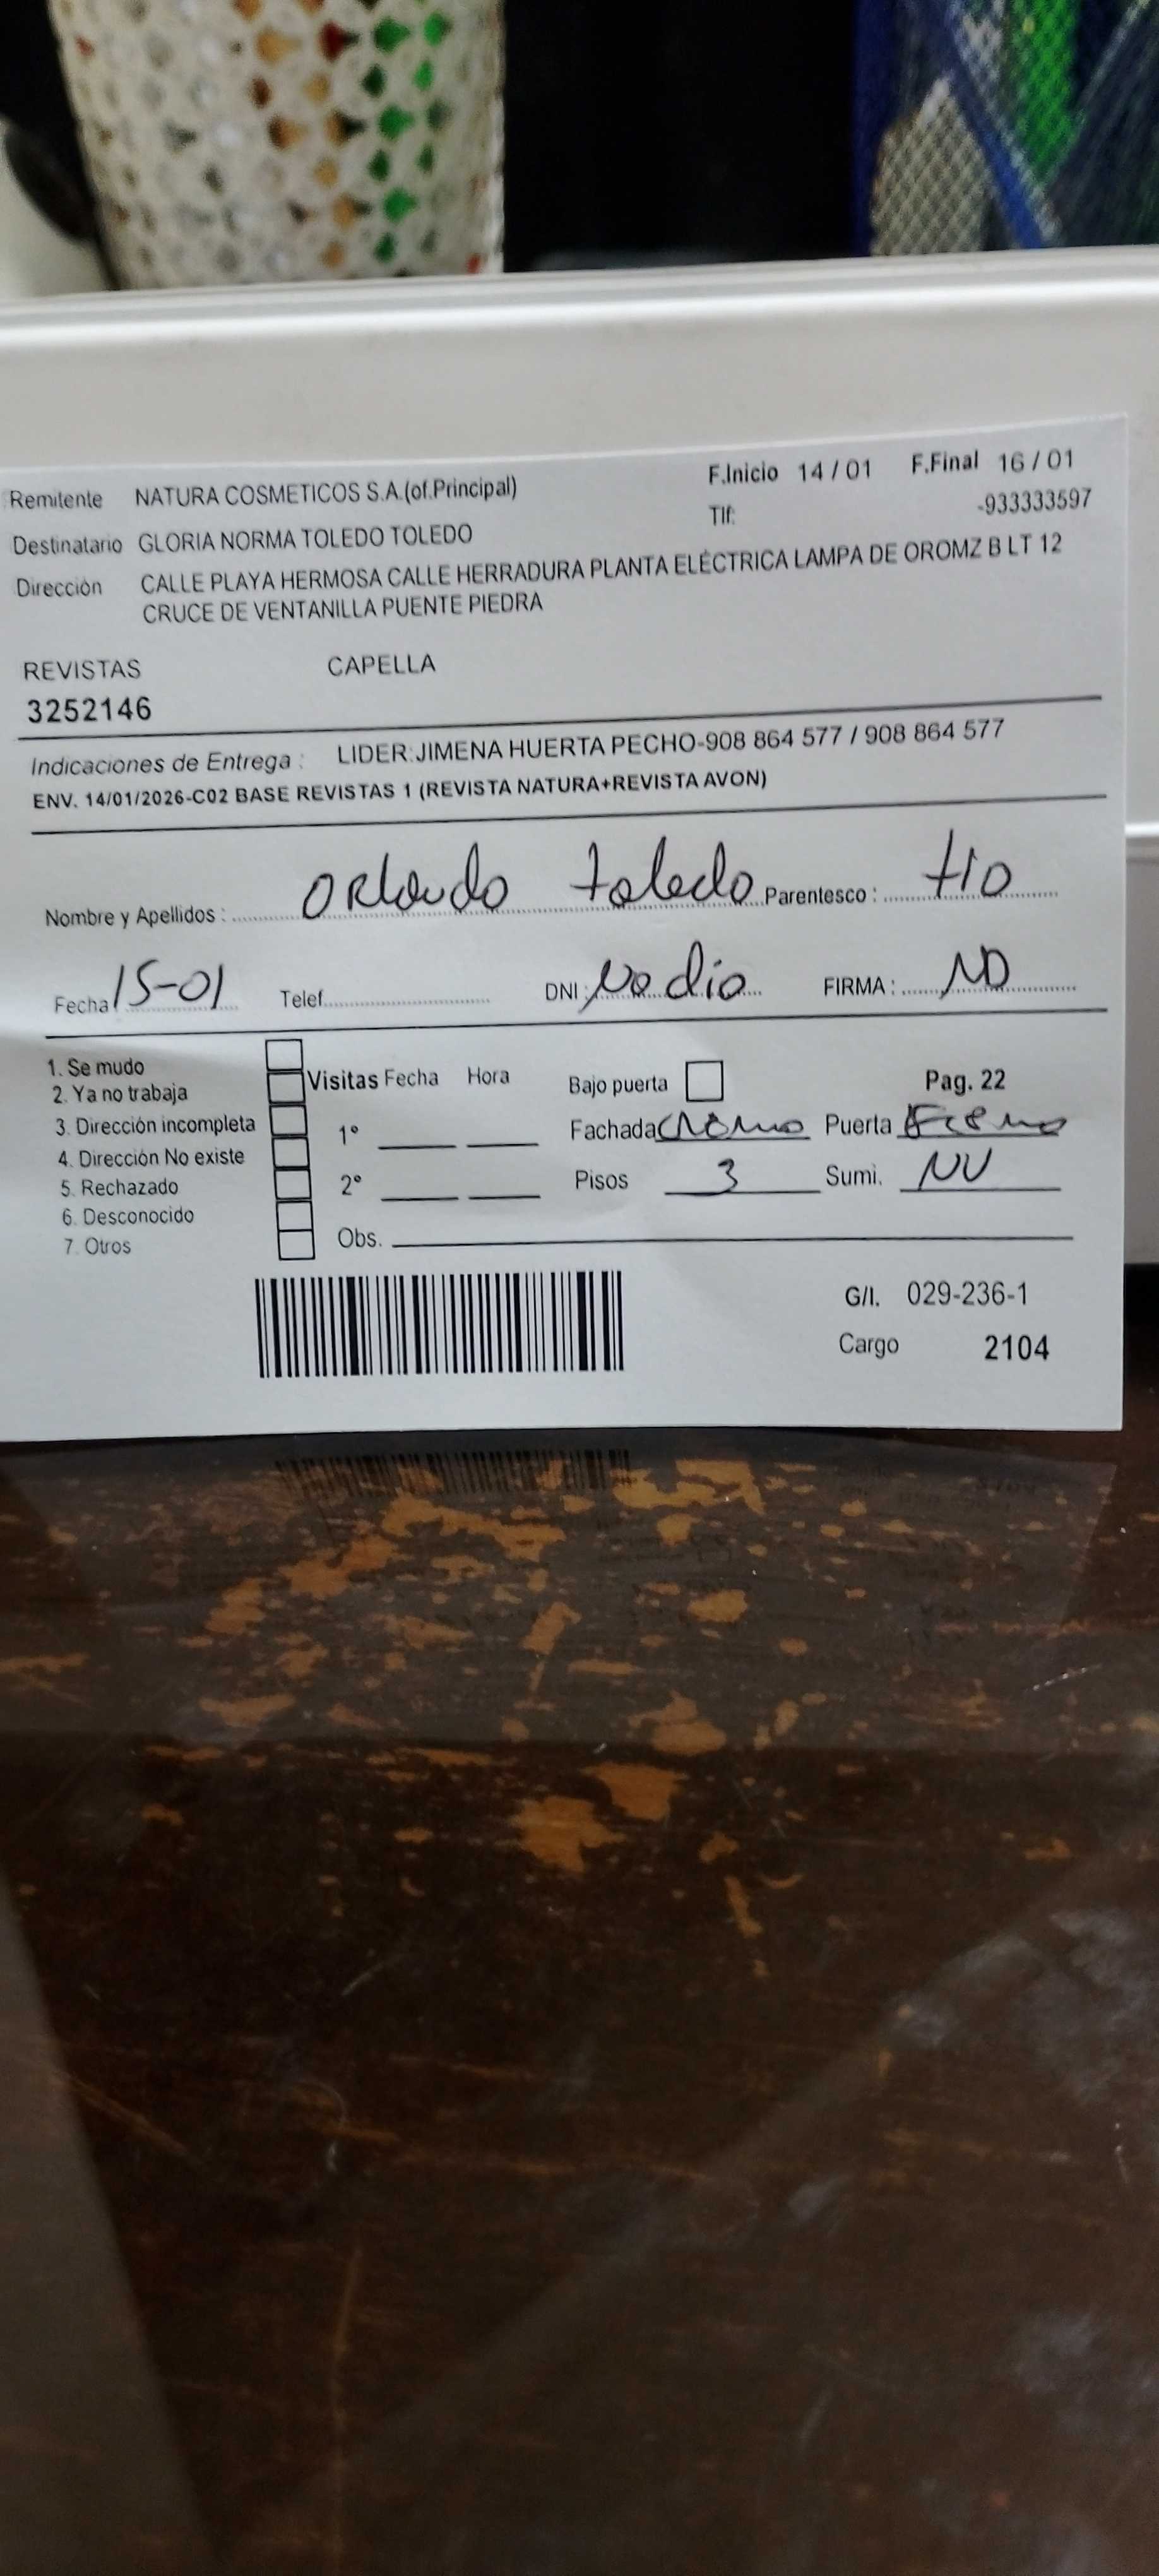 Remitente NATURA COSMETICOS S.A.(of.Principal) F.Inicio 14 / 01 F.Final 16 / 01
Tlf: -933333597
Destinatario GLORIA NORMA TOLEDO TOLEDO
Dirección CALLE PLAYA HERMOSA CALLE HERRADURA PLANTA ELÉCTRICA LAMPA DE OROMZ B LT 12
CRUCE DE VENTANILLA PUENTE PIEDRA
REVISTAS CAPELLA
3252146
Indicaciones de Entrega : LIDER:JIMENA HUERTA PECHO-908 864 577 / 908 864 577
ENV. 14/01/2026-C02 BASE REVISTAS 1 (REVISTA NATURA+REVISTA AVON)
Nombre y Apellidos : Orlando toledo Parentesco : tio
Fecha 15-01 Telef. DNI : No dio FIRMA : ND
1. Se mudo
2. Ya no trabaja
3. Dirección incompleta
4. Dirección No existe
5. Rechazado
6. Desconocido
7. Otros
Visitas Fecha Hora
1°
2°
Obs.
Bajo puerta Pag. 22
Fachada Puerta
Pisos 3 Sumi. NV
G/I. 029-236-1
Cargo 2104